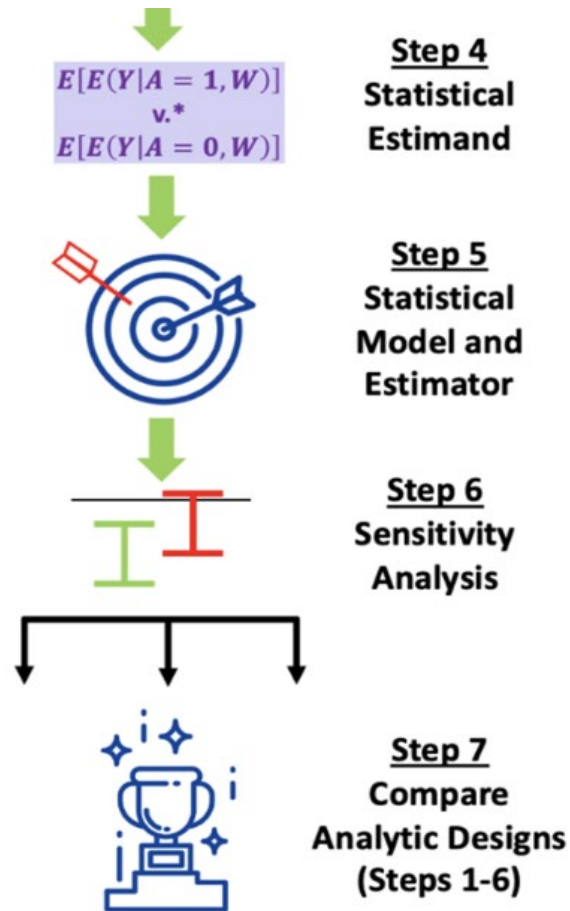 E[E(Y|A = 1, W)]
v.*
E[E(Y|A = 0, W)]
Step 4
Statistical
Estimand
Step 5
Statistical
Model and
Estimator
Step 6
Sensitivity
Analysis
Step 7
Compare
Analytic Designs
(Steps 1-6)